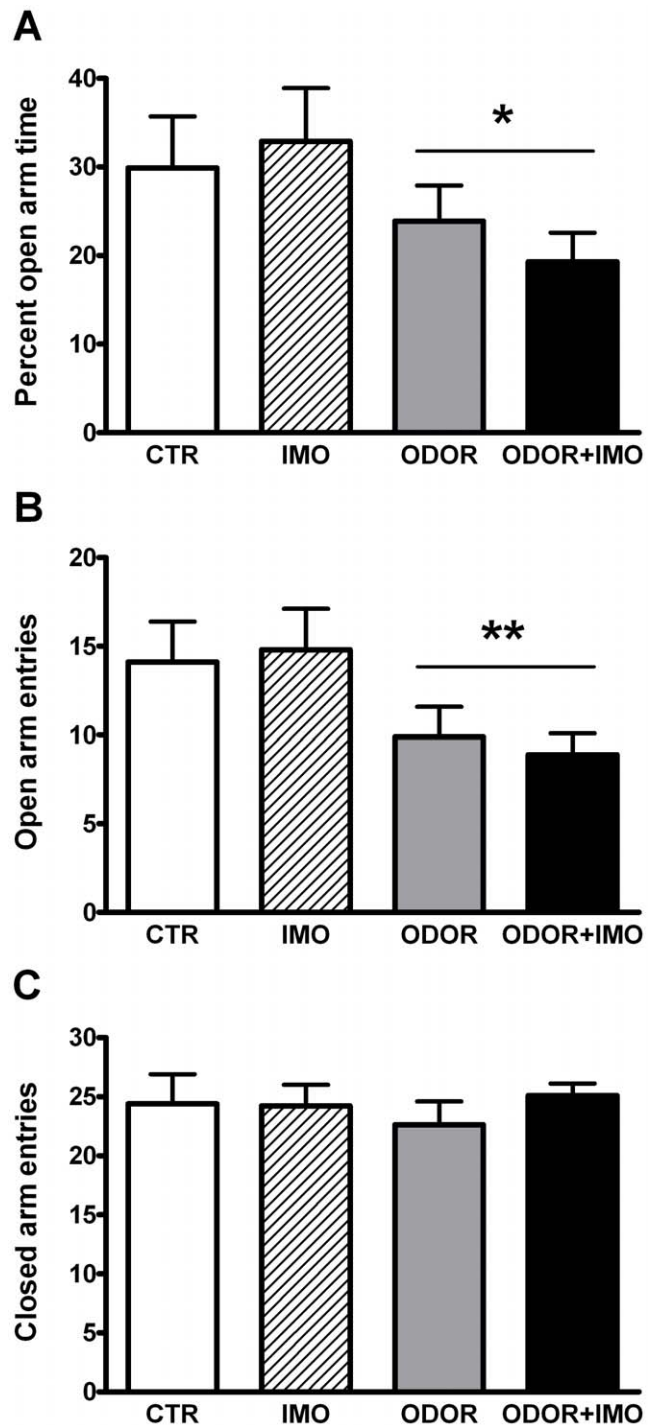 A
Percent open arm time
40
30
20
10
0
*
CTR IMO ODOR ODOR+IMO
B
Open arm entries
20
15
10
5
0
**
CTR IMO ODOR ODOR+IMO
C
Closed arm entries
30
25
20
15
10
5
0
CTR IMO ODOR ODOR+IMO